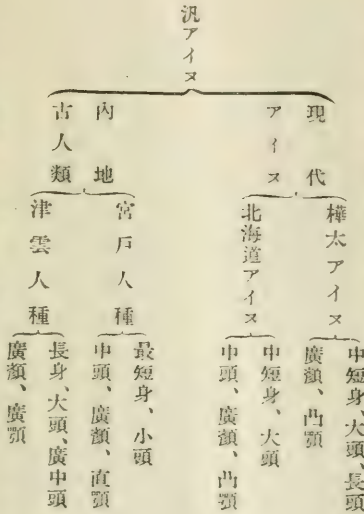 汎アイヌ
現代
アイヌ
內地
古人類
樺太アイヌ
北海道アイヌ
宮戸人種
津雲人種
中短身、大頭、長頭
廣顏、凸顎
中短身、大頭
中頭、廣顏、凸顎
最短身、小頭
中頭、廣顏、直顎
長身、大頭、廣中頭
廣顏、廣顎